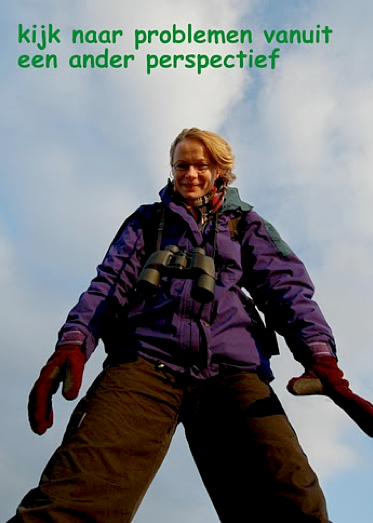 kijk naar problemen vanuit
een ander perspectief